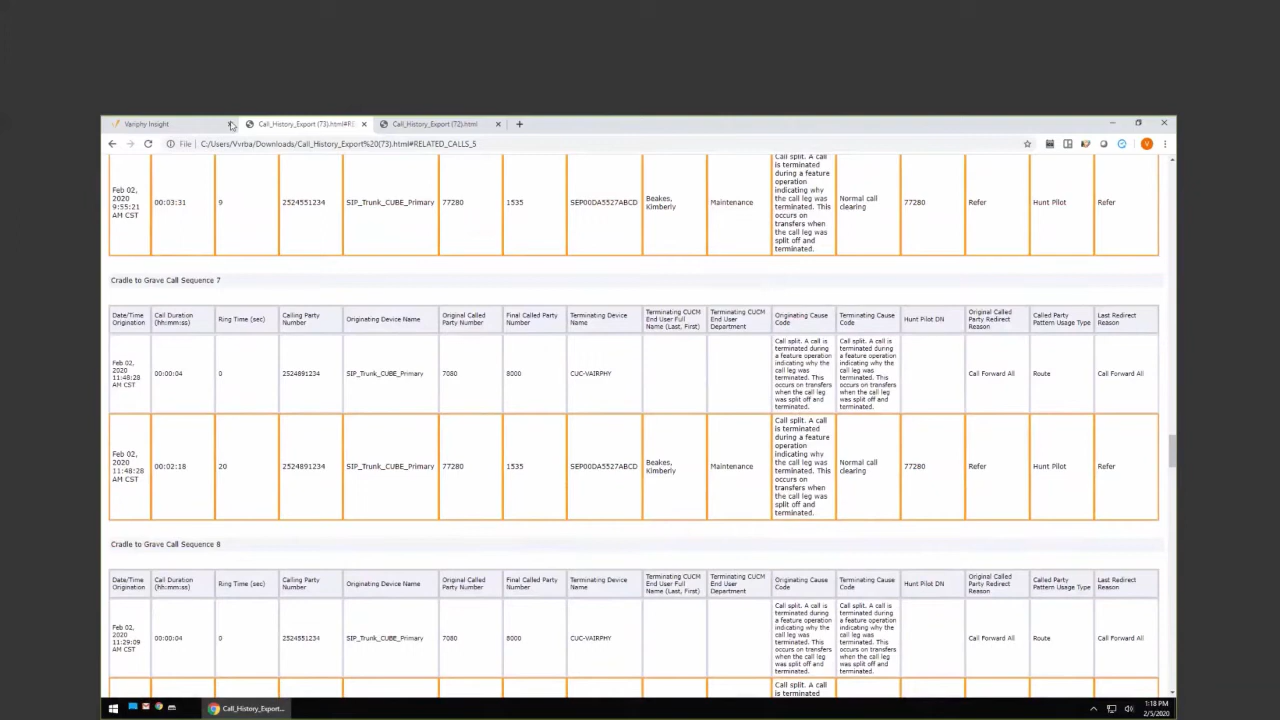 Variphy Insight
Call_History_Export (73).html#RE
Call_History_Export (72).html
File C:/Users/Vvrba/Downloads/Call_History_Export%20(73).html#RELATED_CALLS_5
V
Feb 02,
2020
9:55:21
AM CST
00:03:31
9
2524551234
SIP_Trunk_CUBE_Primary
77280
1535
SEP00DA5527ABCD
Beakes,
Kimberly
Maintenance
Call split. A call
is terminated
during a feature
operation
indicating why
the call leg was
terminated. This
occurs on
transfers when
the call leg was
split off and
terminated.
Normal call
clearing
77280
Refer
Hunt Pilot
Refer
Cradle to Grave Call Sequence 7
Date/Time
Origination
Call Duration
(hh:mm:ss)
Ring Time (sec)
Calling Party
Number
Originating Device Name
Original Called
Party Number
Final Called Party
Number
Terminating Device
Name
Terminating CUCM
End User Full
Name (Last, First)
Terminating CUCM
End User
Department
Originating Cause
Code
Terminating Cause
Code
Hunt Pilot DN
Original Called
Party Redirect
Reason
Called Party
Pattern Usage Type
Last Redirect
Reason
Feb 02,
2020
11:48:28
AM CST
00:00:04
0
2524891234
SIP_Trunk_CUBE_Primary
7080
8000
CUC-VAIRPHY
Call split. A call is
terminated during
a feature operation
indicating why the
call leg was
terminated. This
occurs on transfers
when the call leg
was split off and
terminated.
Call split. A call is
terminated during
a feature operation
indicating why the
call leg was
terminated. This
occurs on transfers
when the call leg
was split off and
terminated.
Call Forward All
Route
Call Forward All
Feb 02,
2020
11:48:28
AM CST
00:02:18
20
2524891234
SIP_Trunk_CUBE_Primary
77280
1535
SEP00DA5527ABCD
Beakes,
Kimberly
Maintenance
Call split. A call
is terminated
during a feature
operation
indicating why
the call leg was
terminated. This
occurs on
transfers when
the call leg was
split off and
terminated.
Normal call
clearing
77280
Refer
Hunt Pilot
Refer
Cradle to Grave Call Sequence 8
Date/Time
Origination
Call Duration
(hh:mm:ss)
Ring Time (sec)
Calling Party
Number
Originating Device Name
Original Called
Party Number
Final Called Party
Number
Terminating Device
Name
Terminating CUCM
End User Full
Name (Last, First)
Terminating CUCM
End User
Department
Originating Cause
Code
Terminating Cause
Code
Hunt Pilot DN
Original Called
Party Redirect
Reason
Called Party
Pattern Usage Type
Last Redirect
Reason
Feb 02,
2020
11:29:09
AM CST
00:00:04
0
2524551234
SIP_Trunk_CUBE_Primary
7080
8000
CUC-VAIRPHY
Call split. A call is
terminated during
a feature operation
indicating why the
call leg was
terminated. This
occurs on transfers
when the call leg
was split off and
terminated.
Call split. A call is
terminated during
a feature operation
indicating why the
call leg was
terminated. This
occurs on transfers
when the call leg
was split off and
terminated.
Call Forward All
Route
Call Forward All
Call split. A call
is terminated
Call_History_Export...
1:18 PM
2/5/2020